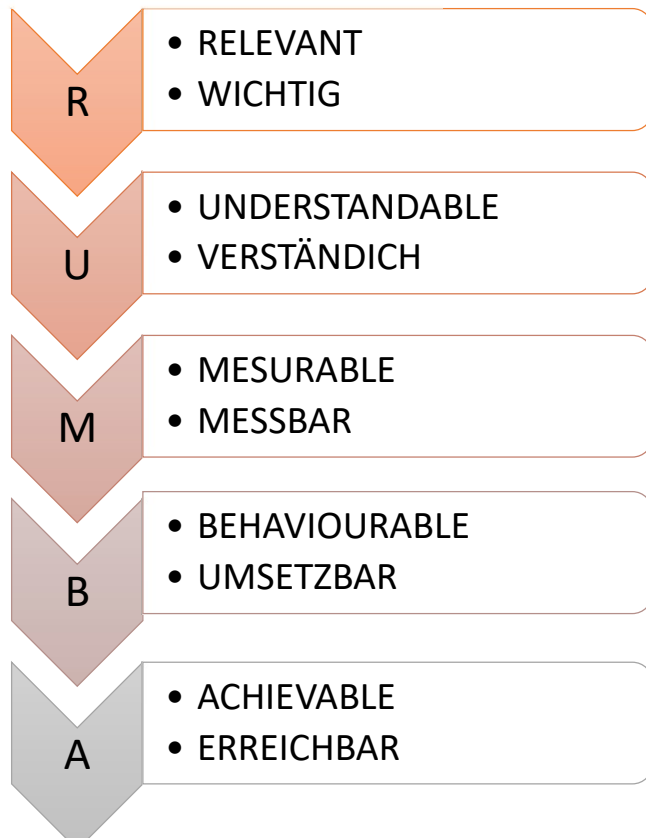 R
• RELEVANT
• WICHTIG
U
• UNDERSTANDABLE
• VERSTÄNDICH
M
• MESURABLE
• MESSBAR
B
• BEHAVIOURABLE
• UMSETZBAR
A
• ACHIEVABLE
• ERREICHBAR